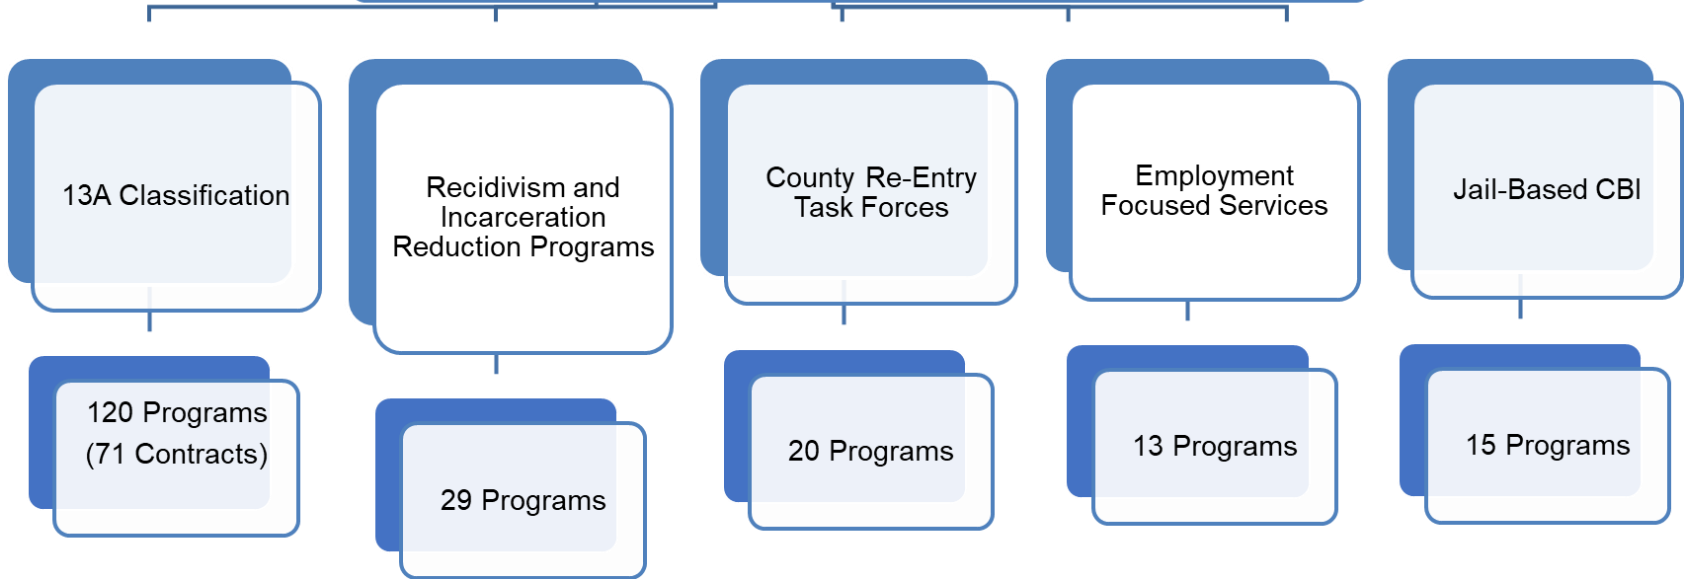 13A Classification
Recidivism and
Incarceration
Reduction Programs
County Re-Entry
Task Forces
Employment
Focused Services
Jail-Based CBI
120 Programs
(71 Contracts)
29 Programs
20 Programs
13 Programs
15 Programs